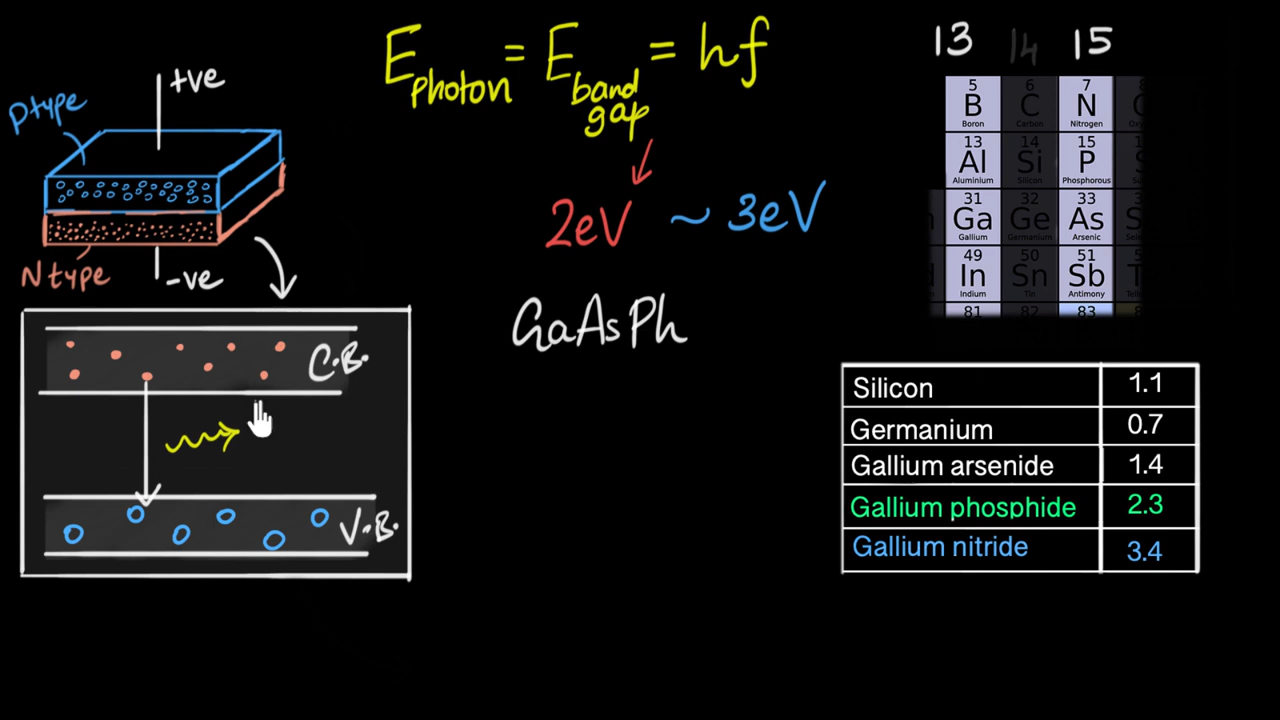 E photon = E band gap = hf
2eV ~ 3eV
GaAsPh
+ve
P type
N type
-ve
C.B.
V.B.
13 14 15
5 6 7
B C N
Boron Carbon Nitrogen
13 14 15
Al Si P
Aluminium Silicon Phosphorous
31 32 33
Ga Ge As
Gallium Germanium Arsenic
49 50 51
In Sn Sb
Indium Tin Antimony
81 82 83
Silicon 1.1
Germanium 0.7
Gallium arsenide 1.4
Gallium phosphide 2.3
Gallium nitride 3.4